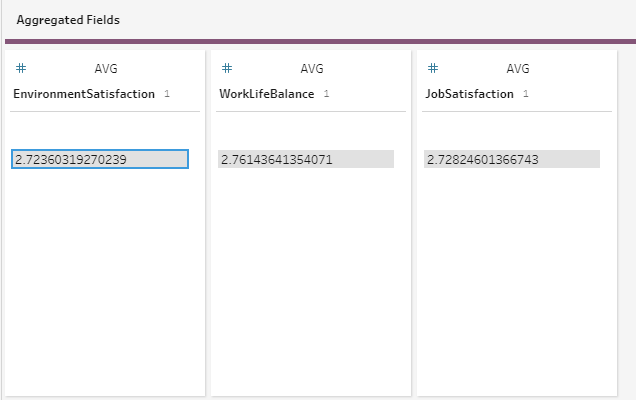 Aggregated Fields
# AVG
EnvironmentSatisfaction 1
2.72360319270239
# AVG
WorkLifeBalance 1
2.76143641354071
# AVG
JobSatisfaction 1
2.72824601366743